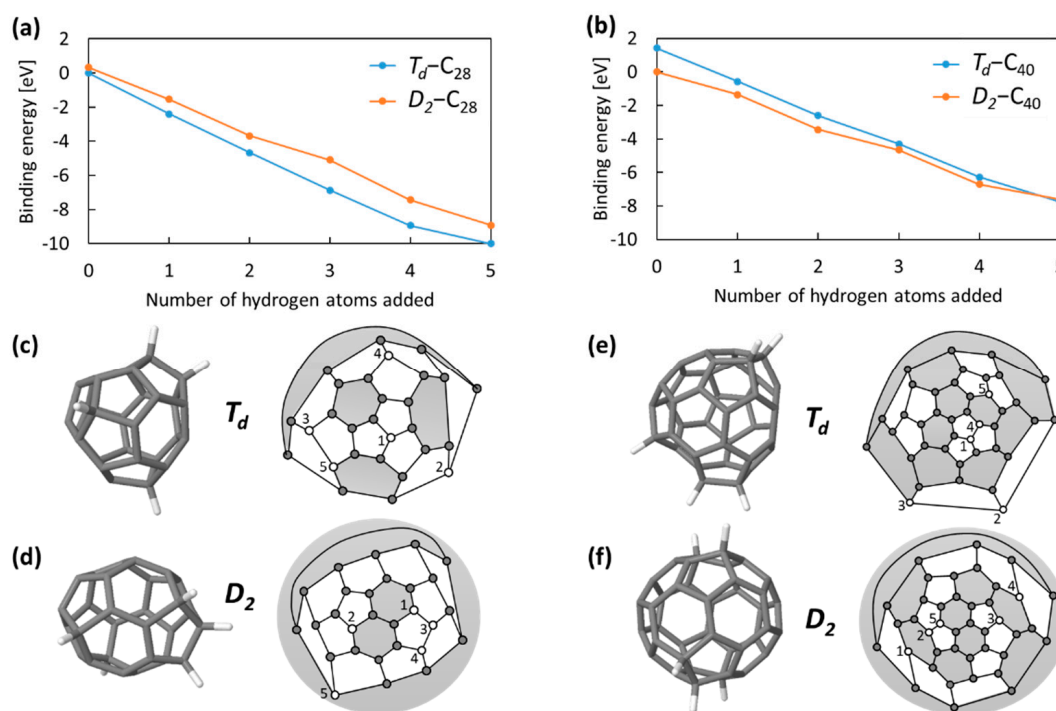 (a)
2
0
-2
-4
-6
-8
-10
Binding energy [eV]
0 1 2 3 4 5
Number of hydrogen atoms added
Td–C28
D2–C28
(b)
2
0
-2
-4
-6
-8
-10
Binding energy [eV]
0 1 2 3 4
Number of hydrogen atoms added
Td–C40
D2–C40
(c)
Td
4
3
1
5
2
(e)
Td
5
4
1
3
2
(d)
D2
1
2
3
4
5
(f)
D2
4
5
3
2
1